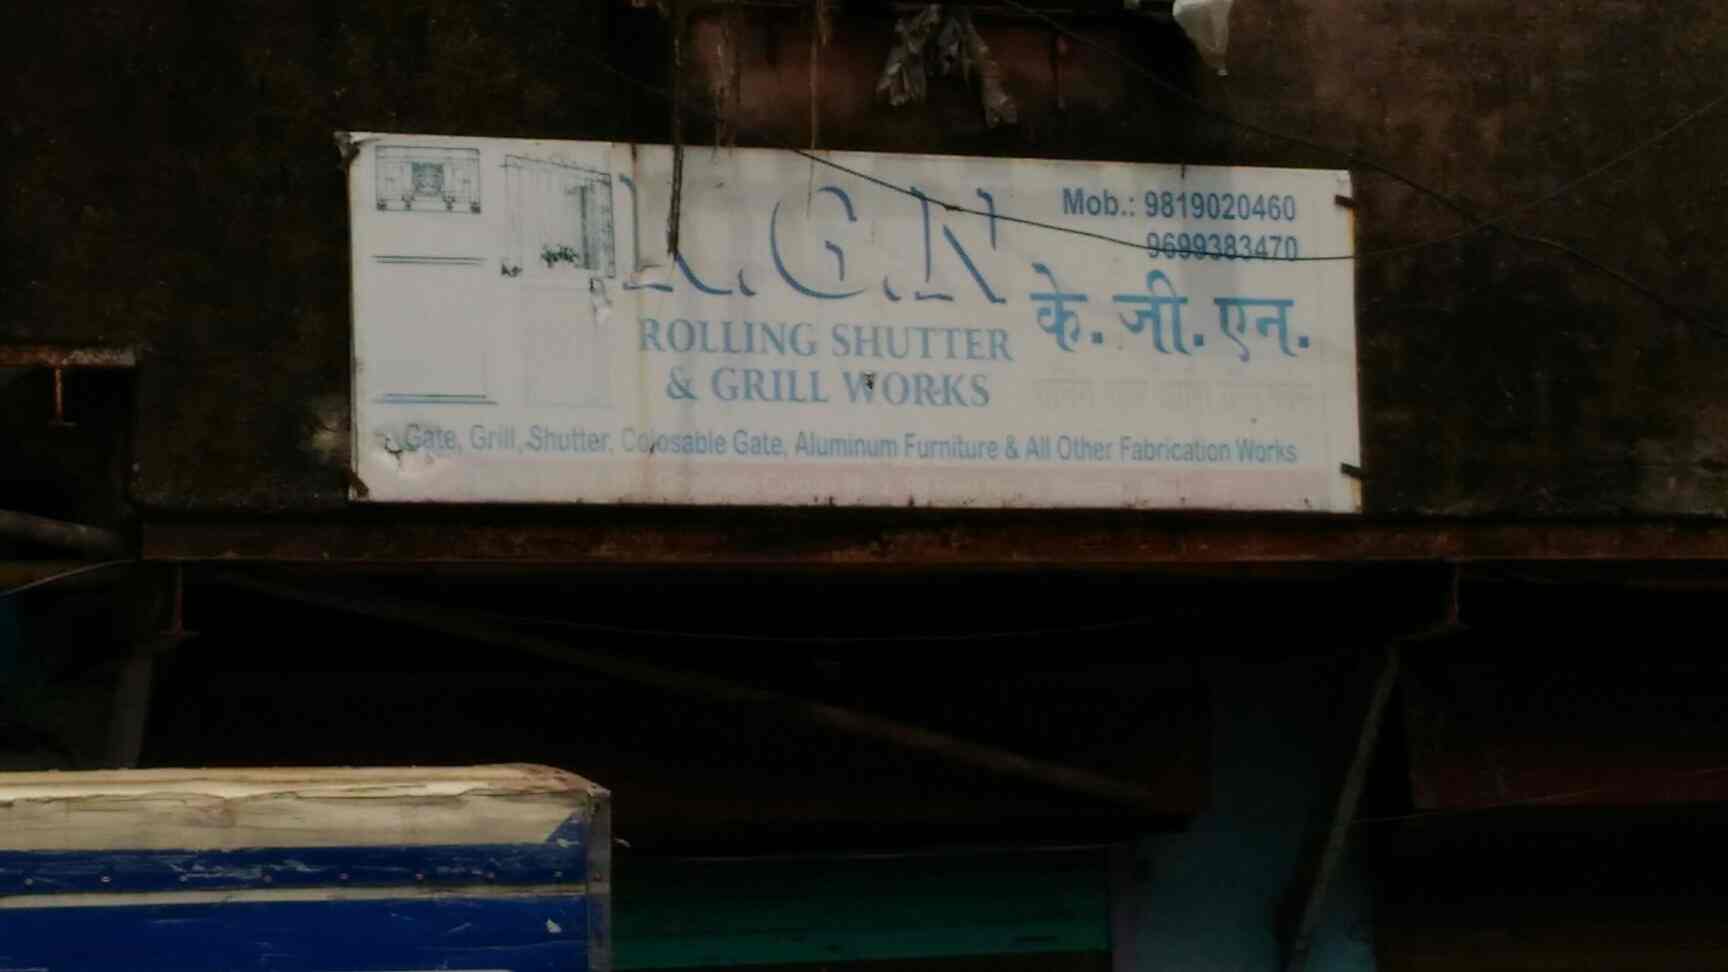 K.G.N
Mob.: 9819020460
9699383470
के. जी. एन.
ROLLING SHUTTER
& GRILL WORKS
Gate, Grill, Shutter, Colosable Gate, Aluminum Furniture & All Other Fabrication Works